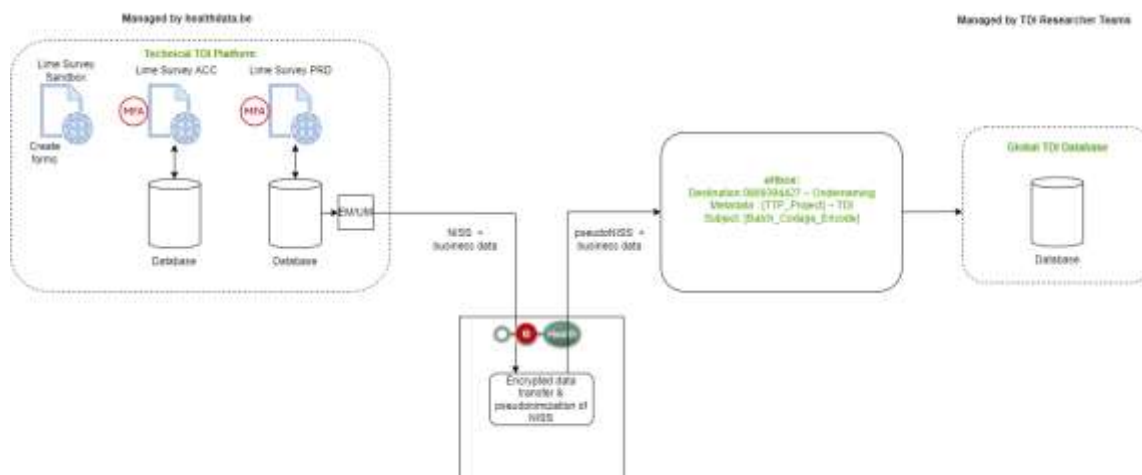 Managed by healthdata.be
Managed by TDI Researcher Teams
Technical TDI Platform
Lime Survey
Sandbox
Lime Survey ACC
Lime Survey PRD
MFA
MFA
Create
forms
EM/UM
Database
Database
NISS +
business data
pseudoNISS +
business data
eHbox:
Metadata : (TTP_Project) – TDI
Subject: [Batch_Codage_Encode]
Global TDI Database
Database
Encrypted data
transfer &
pseudonimization of
NISS